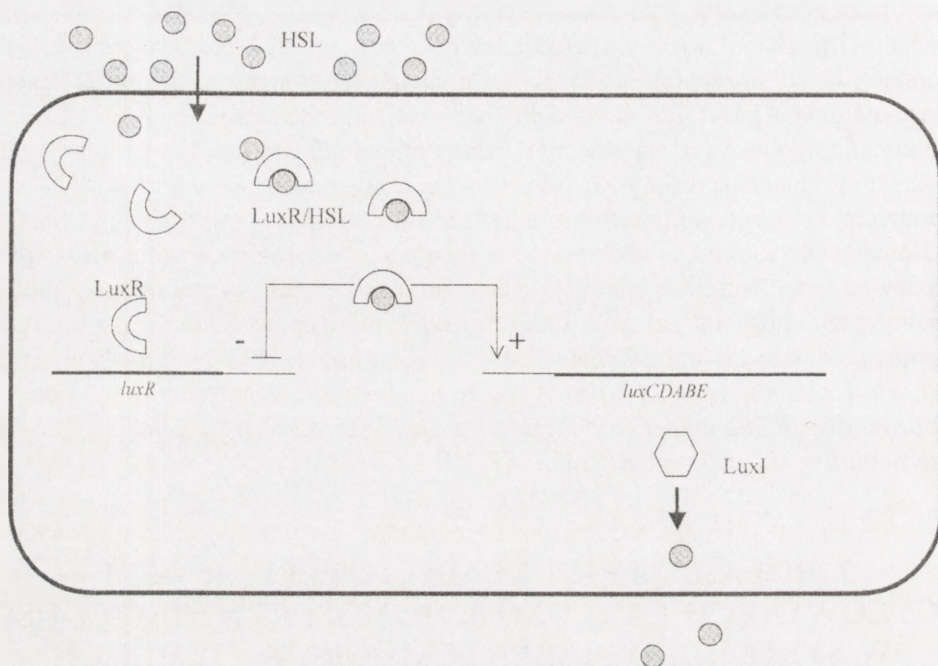 HSL
LuxR/HSL
LuxR
-
+
luxR
luxCDABE
LuxI